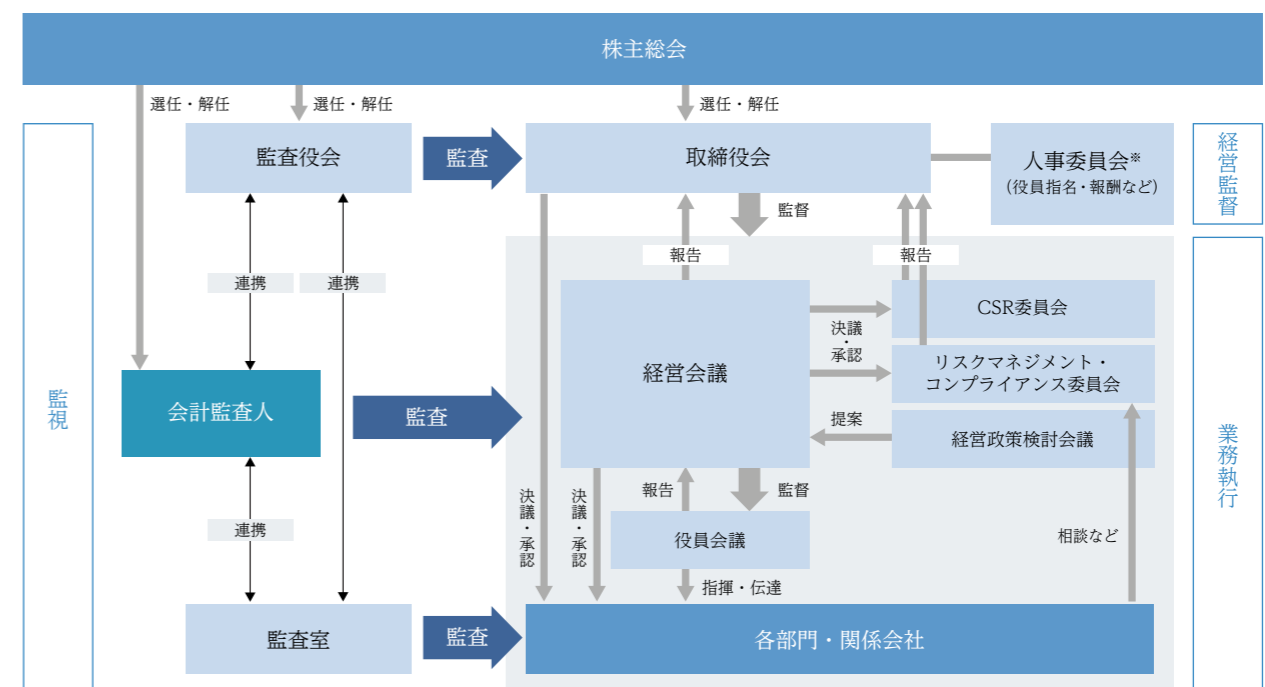 株主総会
選任・解任
選任・解任
選任・解任
監視
監査役会
監査
取締役会
人事委員会※
(役員指名・報酬など)
経営監督
監督
報告
報告
連携
連携
CSR委員会
決議・承認
経営会議
リスクマネジメント・
コンプライアンス委員会
会計監査人
監査
提案
経営政策検討会議
業務執行
決議・承認
決議・承認
報告
監督
連携
役員会議
相談など
指揮・伝達
監査室
監査
各部門・関係会社